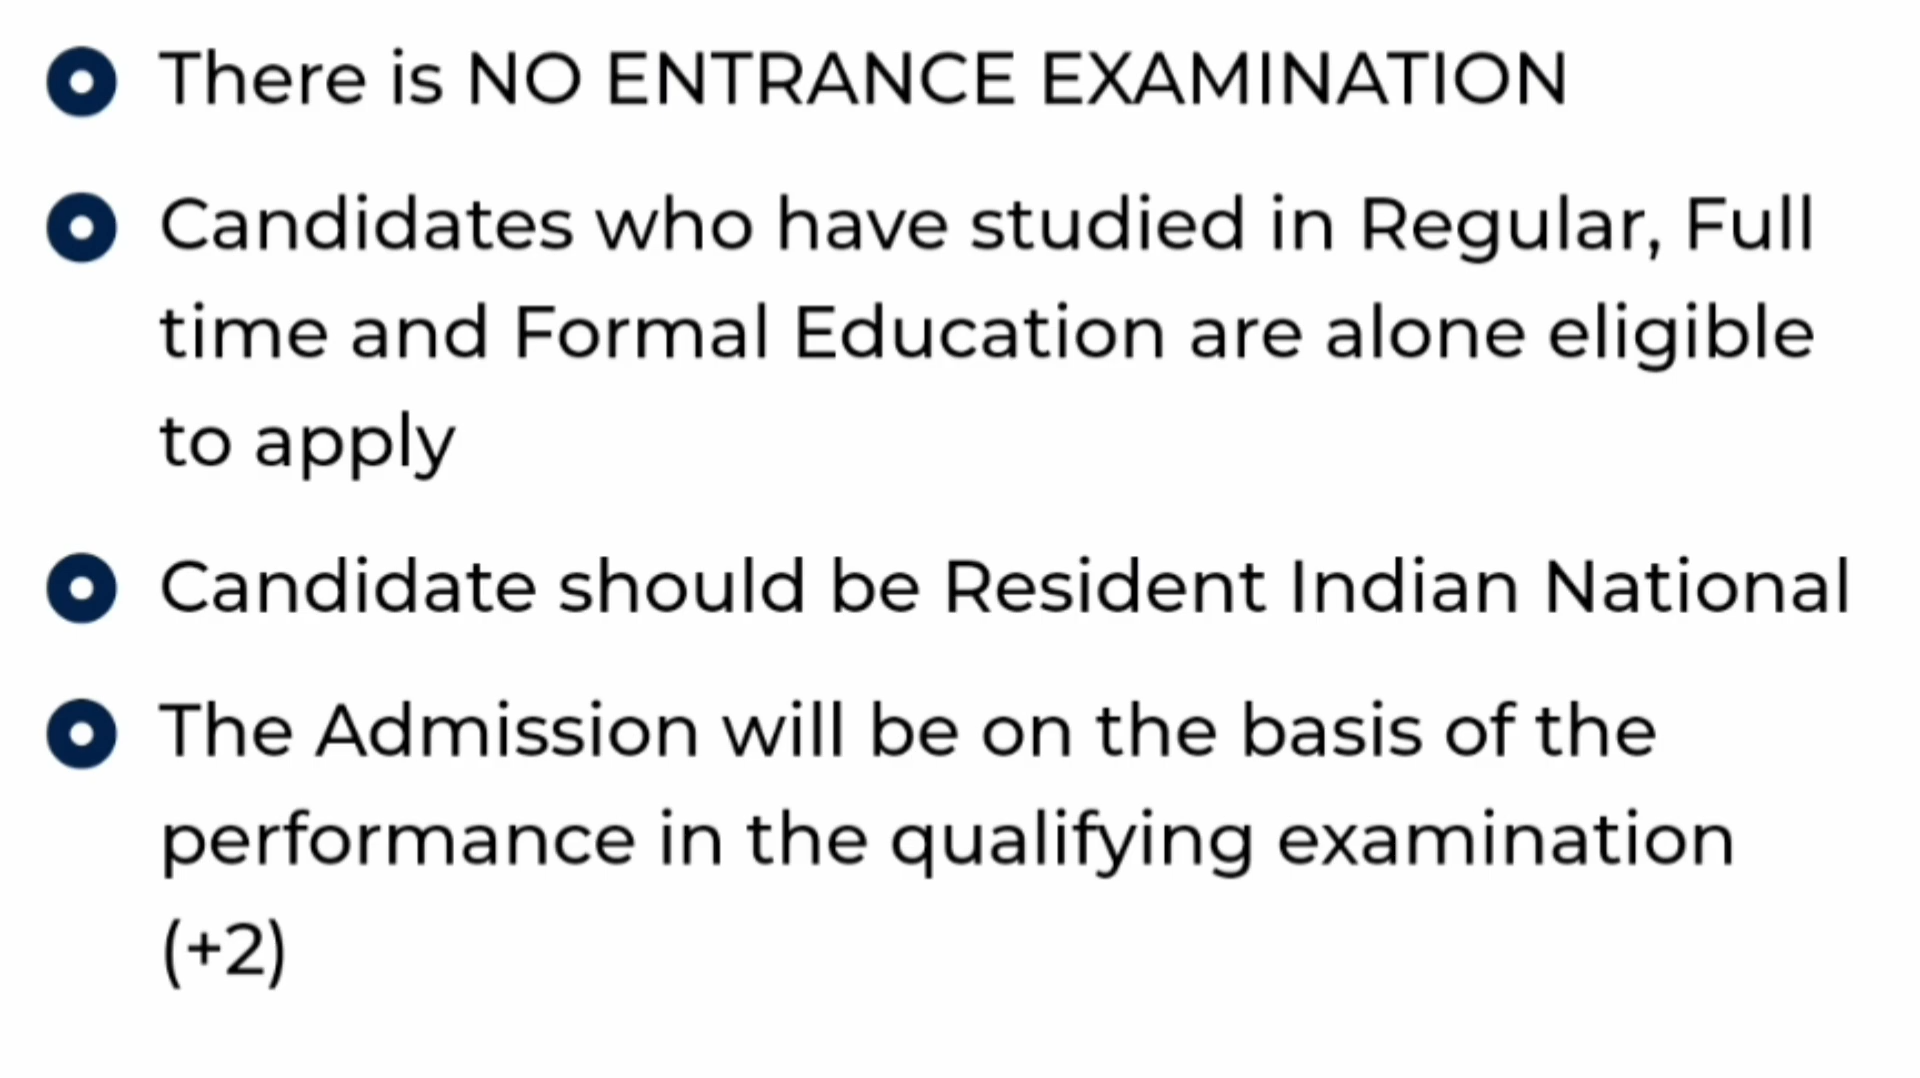 There is NO ENTRANCE EXAMINATION
Candidates who have studied in Regular, Full
time and Formal Education are alone eligible
to apply
Candidate should be Resident Indian National
The Admission will be on the basis of the
performance in the qualifying examination
(+2)